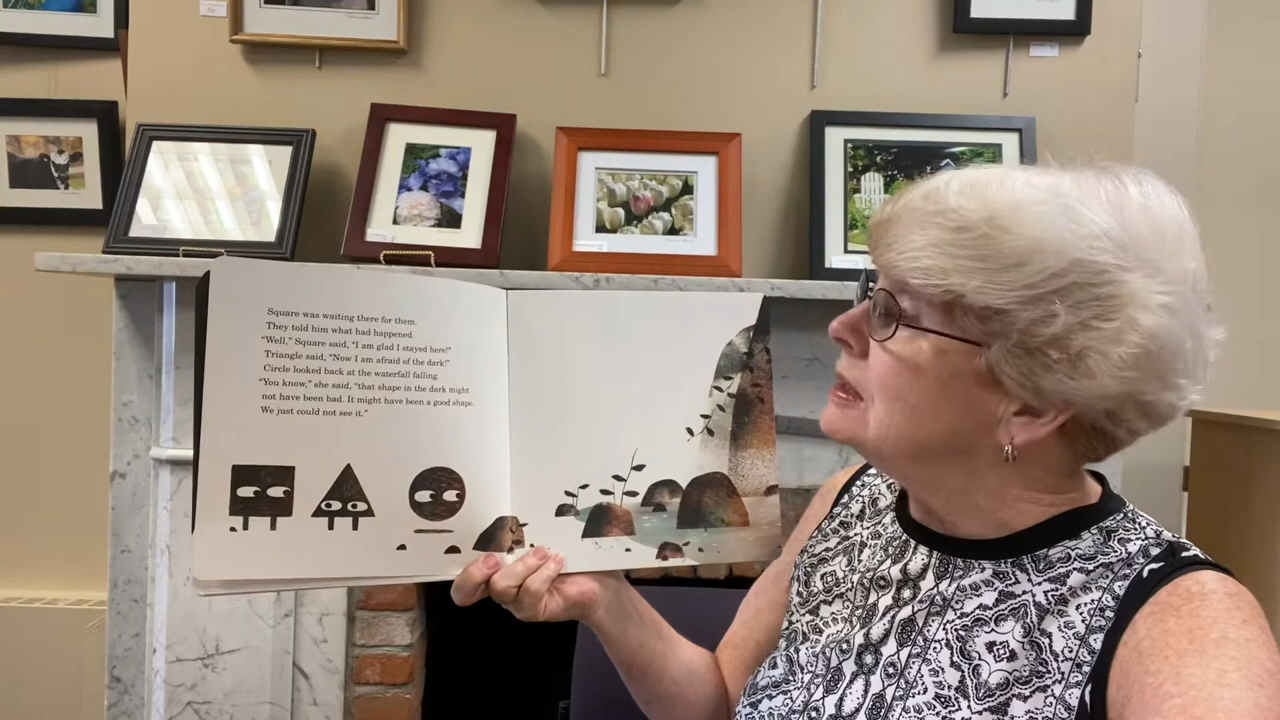 Square was waiting there for them.
They told him what had happened.
“Well,” Square said, “I am glad I stayed here!”
Triangle said, “Now I am afraid of the dark!”
Circle looked back at the waterfall falling.
“You know,” she said, “that shape in the dark might
not have been bad. It might have been a good shape.
We just could not see it.”